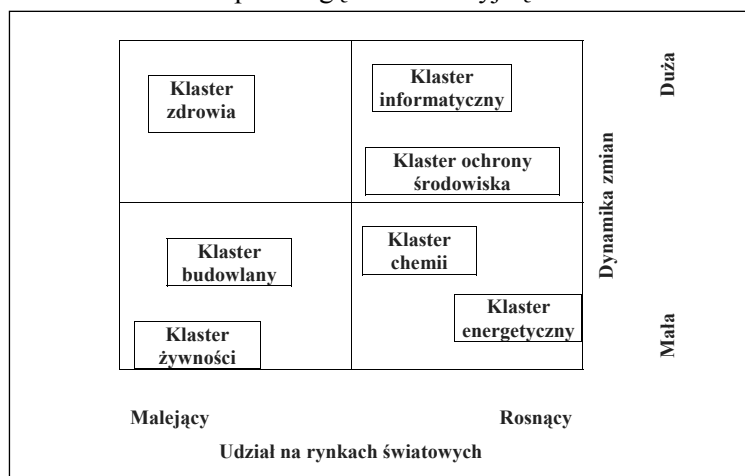 Klaster
zdrowia
Klaster
informatyczny
Klaster ochrony
środowiska
Klaster
budowlany
Klaster
chemii
Klaster
energetyczny
Klaster
żywności
Duża
Dynamika zmian
Mała
Malejący
Rosnący
Udział na rynkach światowych